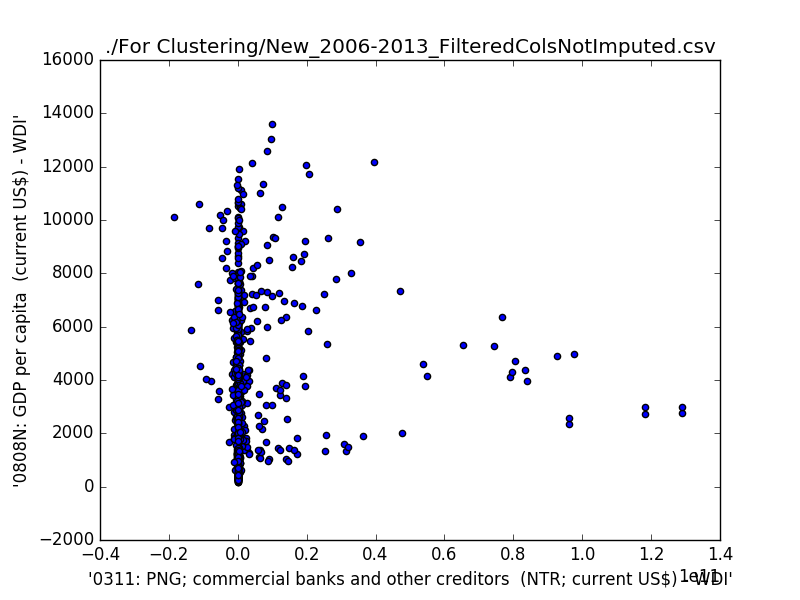 ./For Clustering/New_2006-2013_FilteredColsNotImputed.csv
16000
14000
12000
10000
8000
6000
4000
2000
0
−2000
'0808N: GDP per capita  (current US$) - WDI'
−0.4 −0.2 0.0 0.2 0.4 0.6 0.8 1.0 1.2 1.4
1e11
'0311: PNG; commercial banks and other creditors  (NTR; current US$) - WDI'